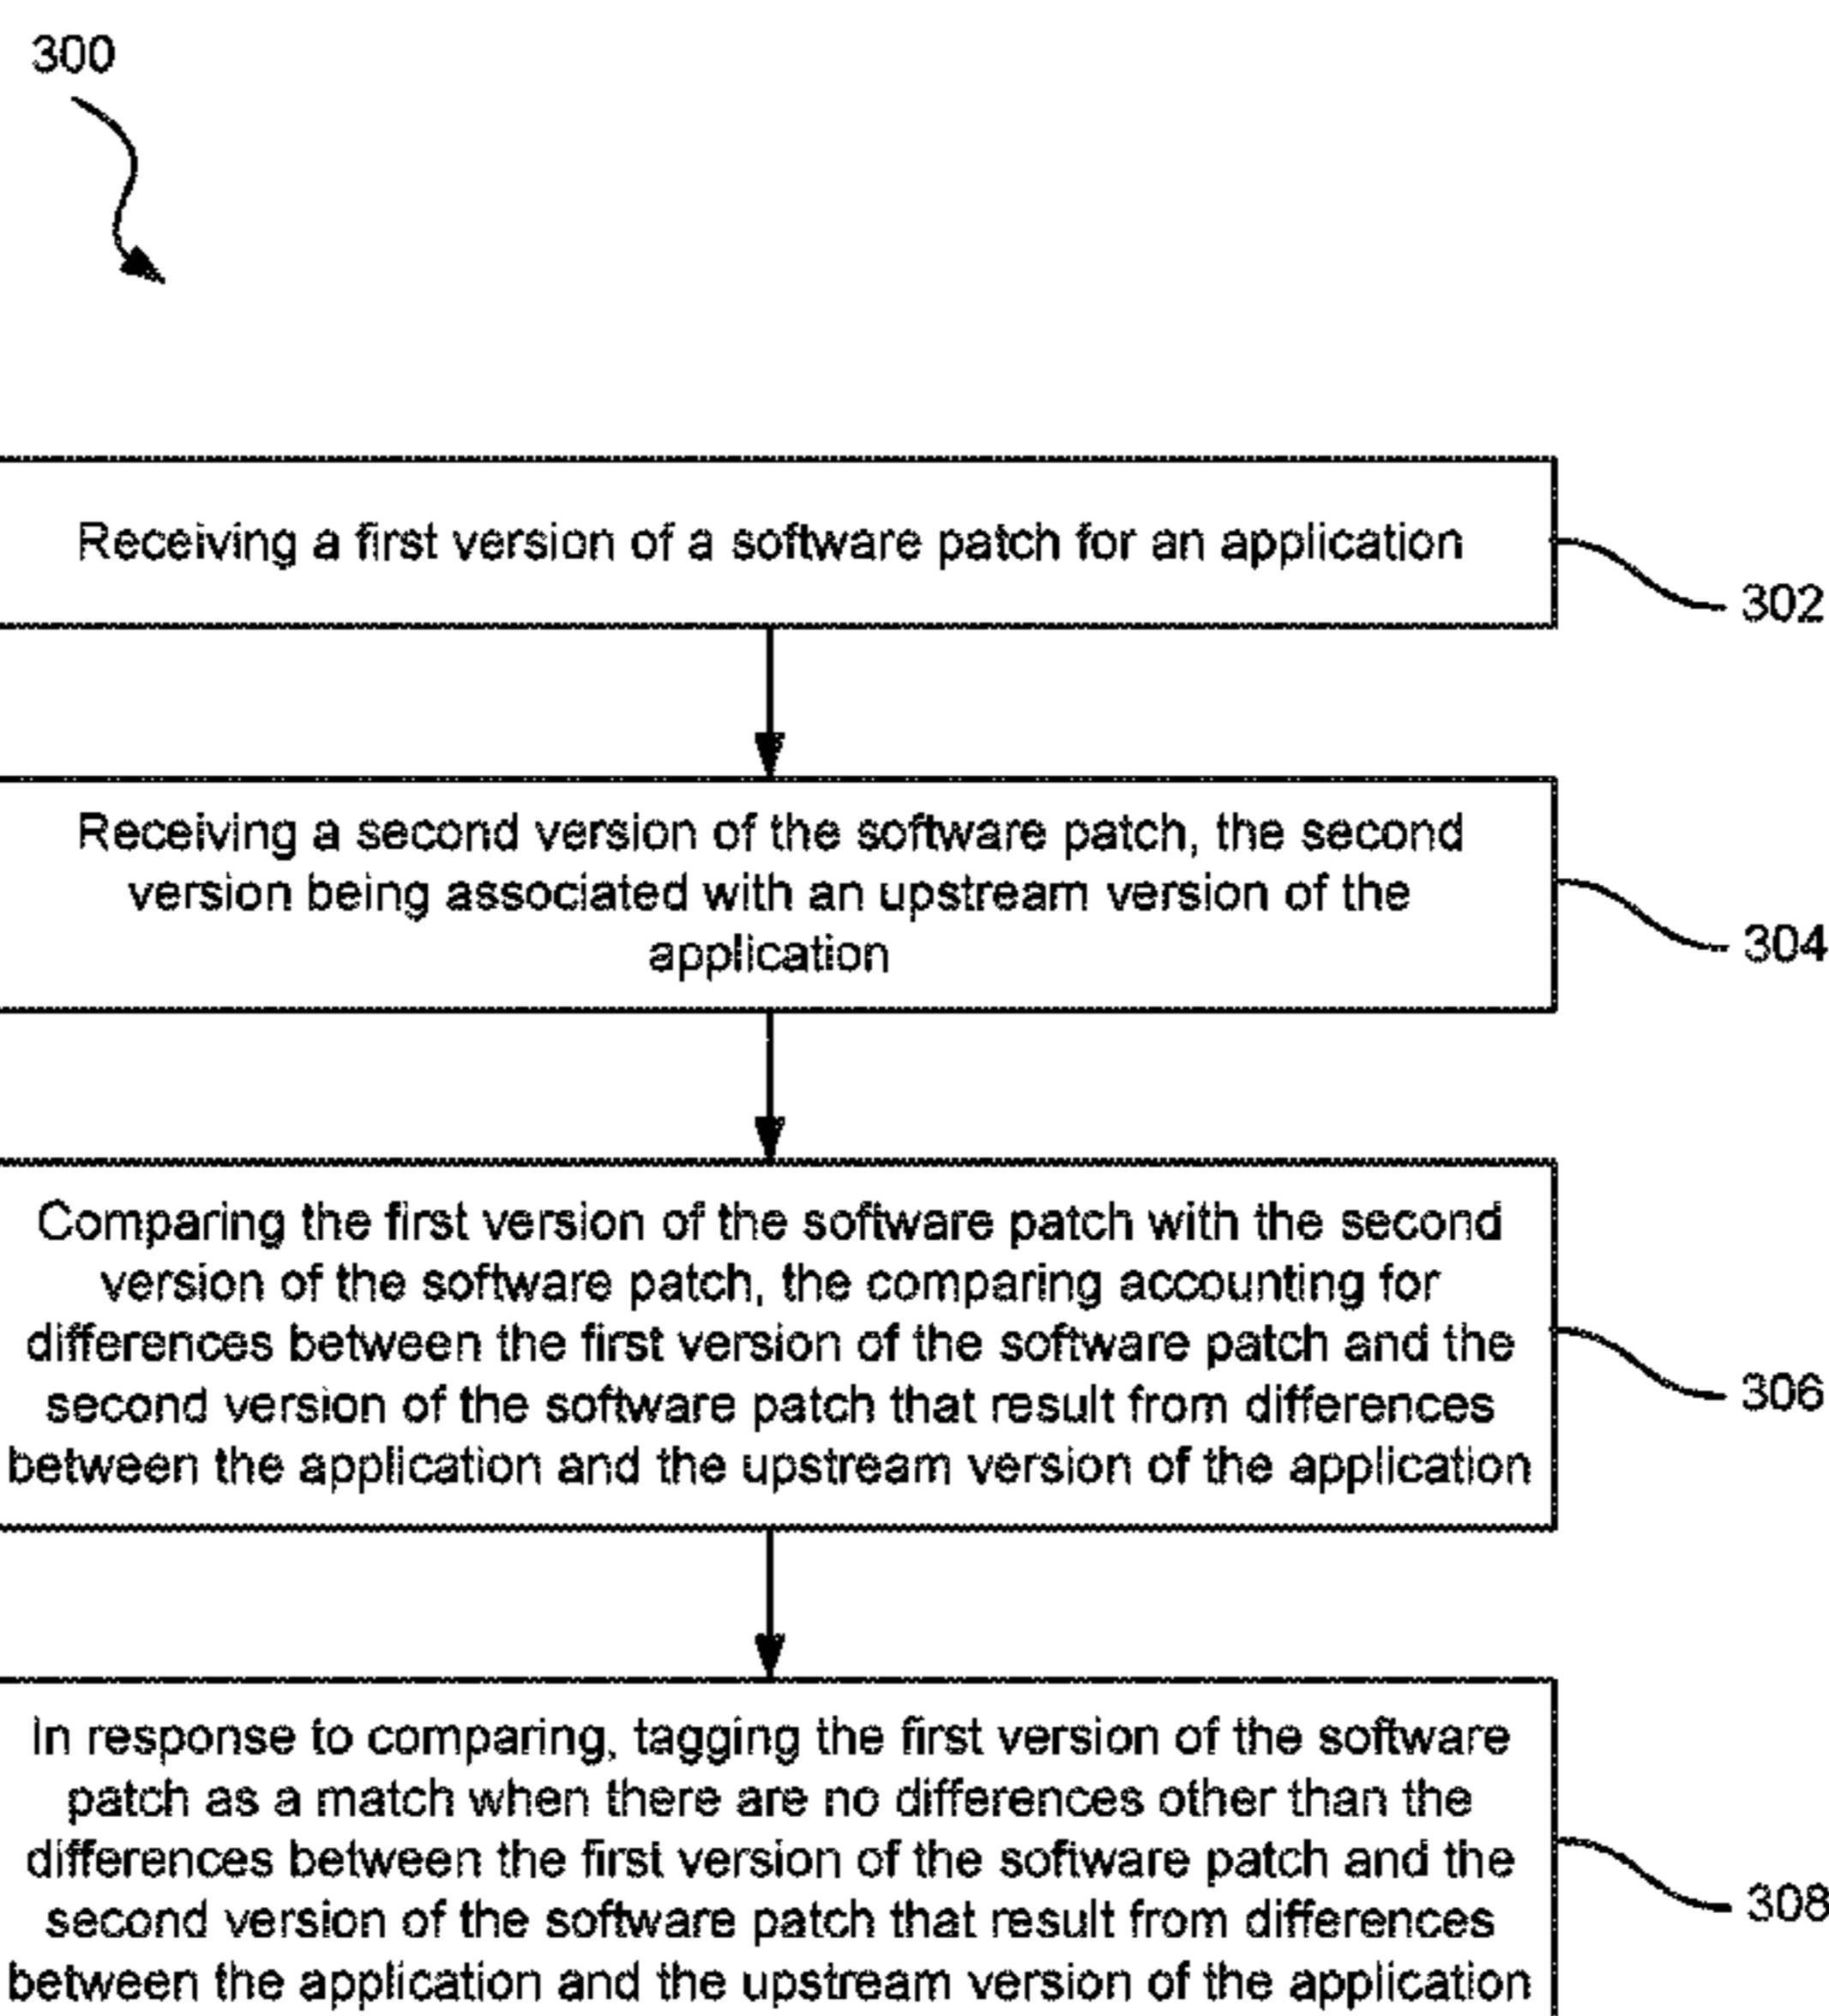 300
Receiving a first version of a software patch for an application
302
Receiving a second version of the software patch, the second
version being associated with an upstream version of the
application
304
Comparing the first version of the software patch with the second
version of the software patch, the comparing accounting for
differences between the first version of the software patch and the
second version of the software patch that result from differences
between the application and the upstream version of the application
306
In response to comparing, tagging the first version of the software
patch as a match when there are no differences other than the
differences between the first version of the software patch and the
second version of the software patch that result from differences
between the application and the upstream version of the application
308